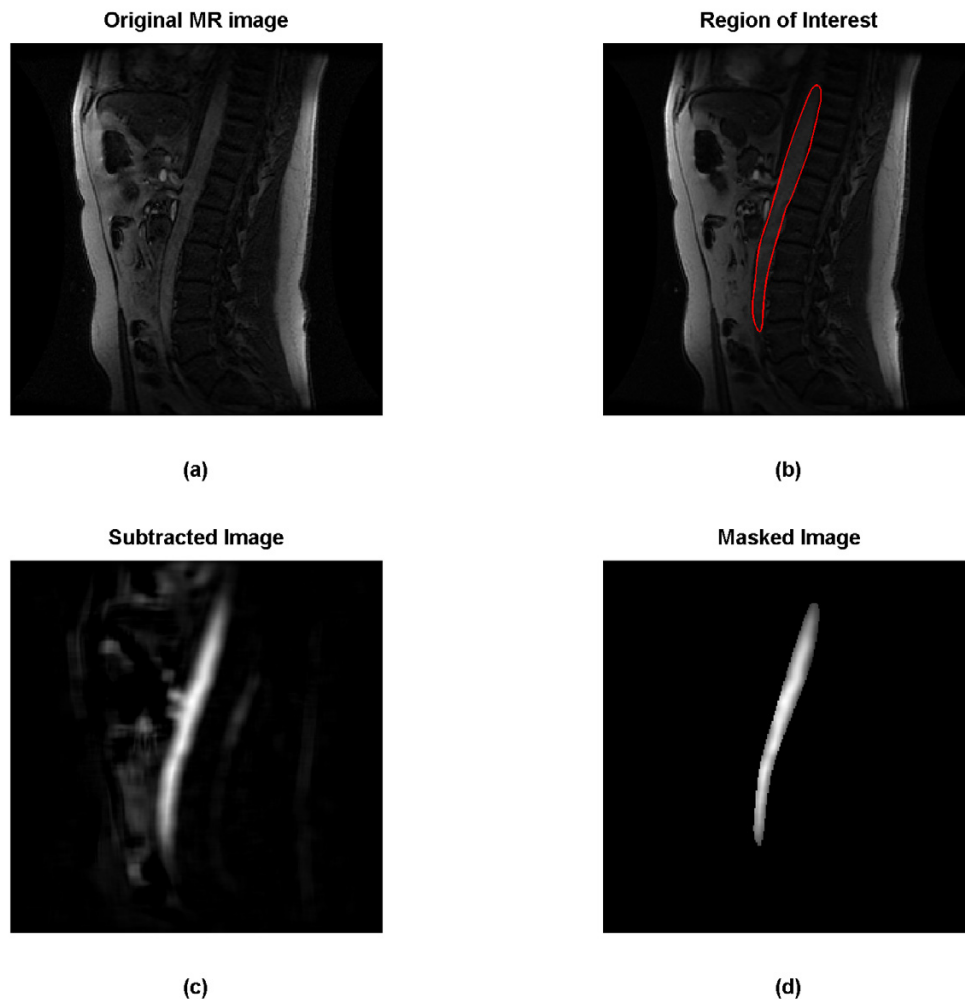 Original MR image
Region of Interest
(a)
(b)
Subtracted Image
Masked Image
(c)
(d)